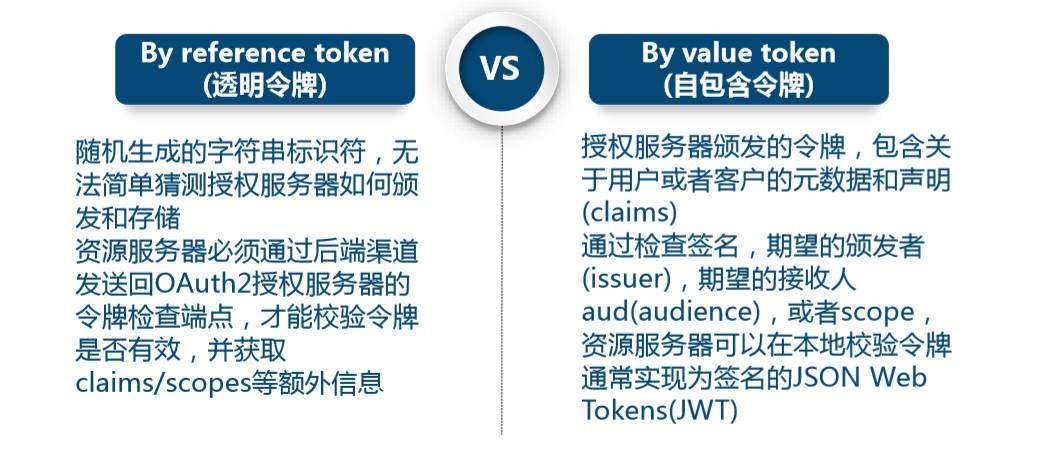 By reference token
(透明令牌)
VS
By value token
(自包含令牌)
随机生成的字符串标识符，无
法简单猜测授权服务器如何颁
发和存储
资源服务器必须通过后端渠道
发送回OAuth2授权服务器的
令牌检查端点，才能校验令牌
是否有效，并获取
claims/scopes等额外信息
授权服务器颁发的令牌，包含关
于用户或者客户的元数据和声明
(claims)
通过检查签名，期望的颁发者
(issuer)，期望的接收人
aud(audience)，或者scope，
资源服务器可以在本地校验令牌
通常实现为签名的JSON Web
Tokens(JWT)